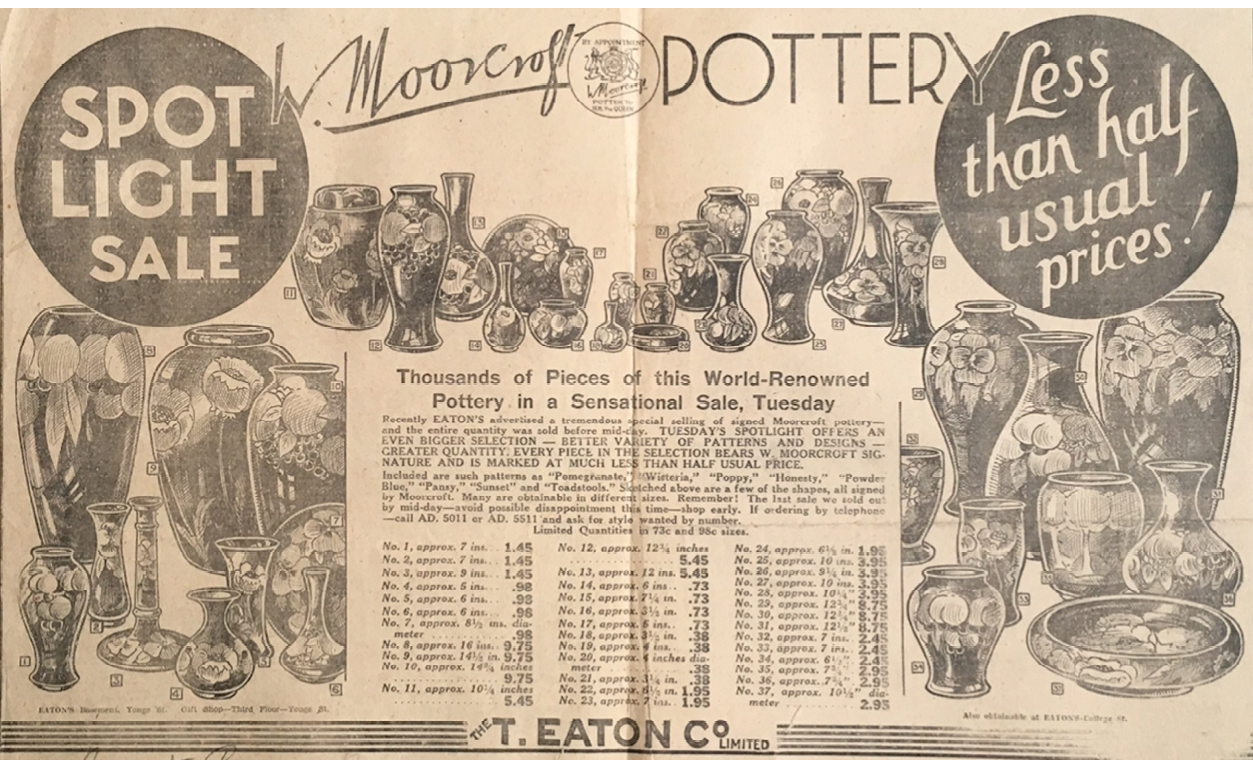 SPOT
LIGHT
SALE
W. Moorcroft
BY APPOINTMENT
W. Moorcroft
POTTER TO
H.M. THE QUEEN
POTTERY
Less
than half
usual
prices!
Thousands of Pieces of this World-Renowned
Pottery in a Sensational Sale, Tuesday
Recently EATON'S advertised a tremendous special selling of signed Moorcroft pottery—
and the entire quantity was sold before mid-day. TUESDAY'S SPOTLIGHT OFFERS AN
EVEN BIGGER SELECTION — BETTER VARIETY OF PATTERNS AND DESIGNS —
GREATER QUANTITY. EVERY PIECE IN THE SELECTION BEARS W. MOORCROFT SIG-
NATURE AND IS MARKED AT MUCH LESS THAN HALF USUAL PRICE.
Included are such patterns as "Pomegranate," "Wisteria," "Poppy," "Honesty," "Powder
Blue," "Pansy," "Sunset" and "Toadstools." Sketched above are a few of the shapes, all signed
by Moorcroft. Many are obtainable in different sizes. Remember! The last sale we sold out
by mid-day—avoid possible disappointment this time—shop early. If ordering by telephone
—call AD. 5011 or AD. 5511 and ask for style wanted by number.
Limited Quantities in 73c and 98c sizes.
No. 1, approx. 7 ins. . . . 1.45
No. 2, approx. 7 ins. . . . 1.45
No. 3, approx. 9 ins. . . . 1.45
No. 4, approx. 5 ins. . . . .98
No. 5, approx. 6 ins. . . . .98
No. 6, approx. 6 ins. . . . .98
No. 7, approx. 8½ ins. dia-
meter . . . . . . . . .98
No. 8, approx. 16 ins. . 9.75
No. 9, approx. 14½ in. 9.75
No. 10, approx. inches
. . . . . . . . 9.75
No. 11, approx. 10¼ inches
5.45
No. 12, approx. 12¾ inches
. . . . . . . . 5.45
No. 13, approx. 12 ins. 5.45
No. 14, approx. 6 ins. . . .73
No. 15, approx. 7¼ in. .73
No. 16, approx. 3½ in. .73
No. 17, approx. 5 ins. . . .73
No. 18, approx. 3½ in. .38
No. 19, approx. 4 ins. . . .38
No. 20, approx. 4 inches dia-
meter . . . . . . . . .38
No. 21, approx. 3¼ in. .38
No. 22, approx. 6½ in. 1.95
No. 23, approx. 7 ins. . . 1.95
No. 24, approx. 6½ in. 1.95
No. 25, approx. 10 ins. 3.95
No. 26, approx. 9¼ in. 3.95
No. 27, approx. 10 ins. 3.95
No. 28, approx. 10¼" 3.95
No. 29, approx. 12½" 8.75
No. 30, approx. 12¾" 8.75
No. 31, approx. 12½" 8.75
No. 32, approx. 7 ins. . 2.45
No. 33, approx. 7 ins. . 2.45
No. 34, approx. 2.45
No. 35, approx. 2.95
No. 36, approx. 2.95
No. 37, approx. 10½" dia-
meter . . . . . . . . 2.95
EATON'S Basement, Yonge St. Gift Shop—Third Floor—Yonge St.
Also obtainable at EATON'S-College St.
THE T. EATON CO LIMITED